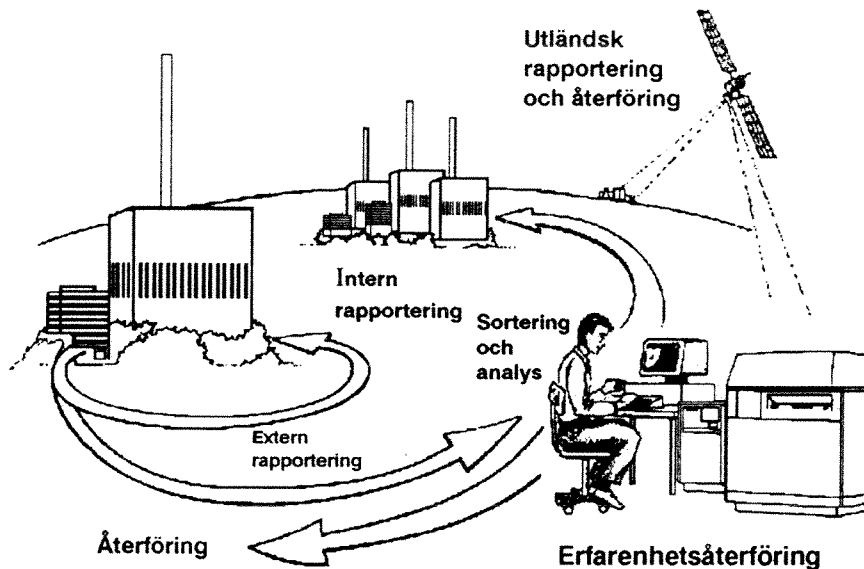 Utländsk
rapportering
och återföring
Intern
rapportering
Sortering
och
analys
Extern
rapportering
Återföring
Erfarenhetsåterföring